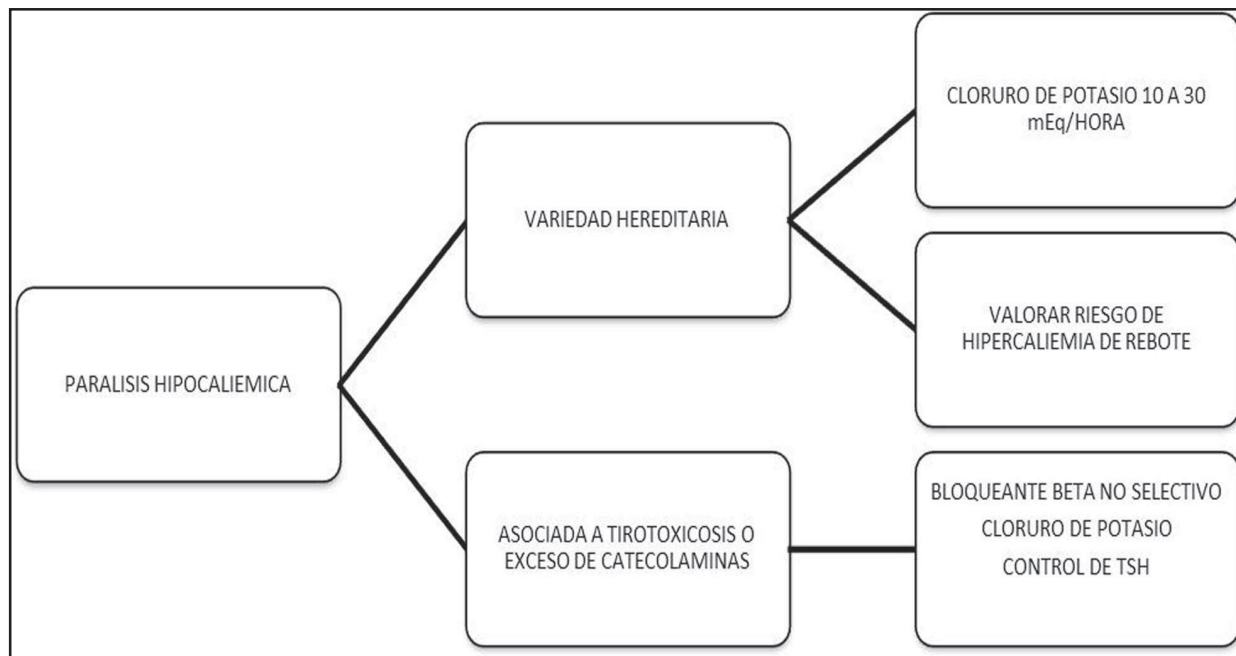 PARALISIS HIPOCALIEMICA
VARIEDAD HEREDITARIA
CLORURO DE POTASIO 10 A 30
mEq/HORA
VALORAR RIESGO DE
HIPERCALIEMIA DE REBOTE
ASOCIADA A TIROTOXICOSIS O
EXCESO DE CATECOLAMINAS
BLOQUEANTE BETA NO SELECTIVO
CLORURO DE POTASIO
CONTROL DE TSH